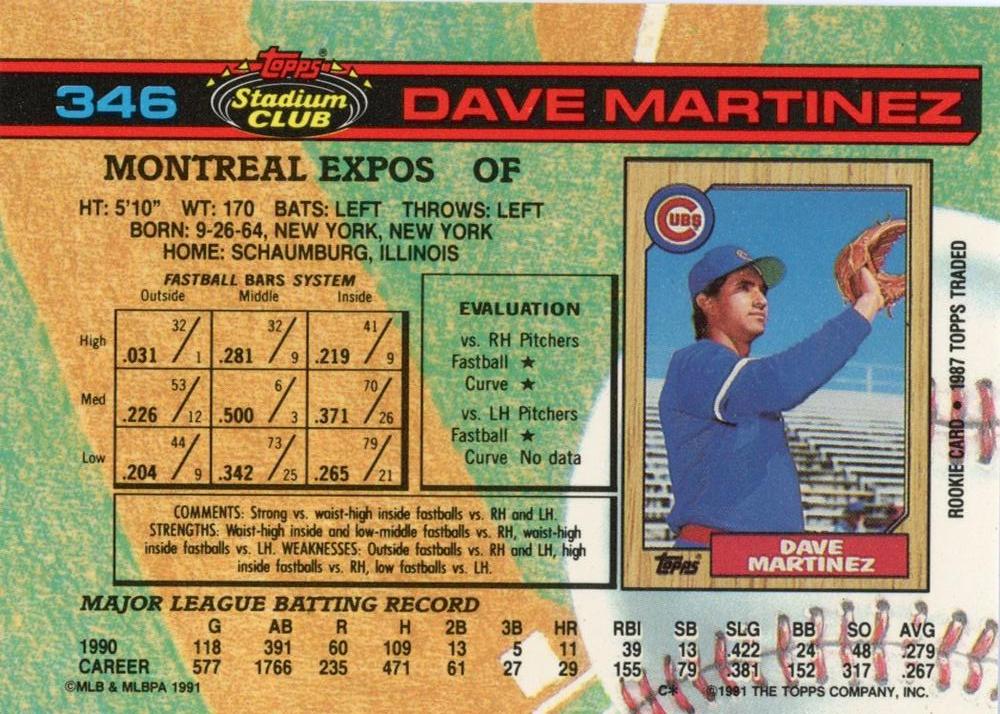 346
Topps®
Stadium
CLUB
DAVE MARTINEZ
MONTREAL EXPOS OF
HT: 5'10" WT: 170 BATS: LEFT THROWS: LEFT
BORN: 9-26-64, NEW YORK, NEW YORK
HOME: SCHAUMBURG, ILLINOIS
FASTBALL BARS SYSTEM
Outside Middle Inside
High .031 32/1 .281 32/9 .219 41/9
Med .226 53/12 .500 6/3 .371 70/26
Low .204 44/9 .342 73/25 .265 79/21
EVALUATION
vs. RH Pitchers
Fastball ★
Curve ★
vs. LH Pitchers
Fastball ★
Curve No data
COMMENTS: Strong vs. waist-high inside fastballs vs. RH and LH.
STRENGTHS: Waist-high inside and low-middle fastballs vs. RH, waist-high
inside fastballs vs. LH. WEAKNESSES: Outside fastballs vs. RH and LH, high
inside fastballs vs. RH, low fastballs vs. LH.
CUBS
Topps
DAVE
MARTINEZ
ROOKIE CARD • 1987 TOPPS TRADED
MAJOR LEAGUE BATTING RECORD
G AB R H 2B 3B HR RBI SB SLG BB SO AVG
1990 118 391 60 109 13 5 11 39 13 .422 24 48 .279
CAREER 577 1766 235 471 61 27 29 155 79 .381 152 317 .267
©MLB & MLBPA 1991 C* ©1991 THE TOPPS COMPANY, INC.